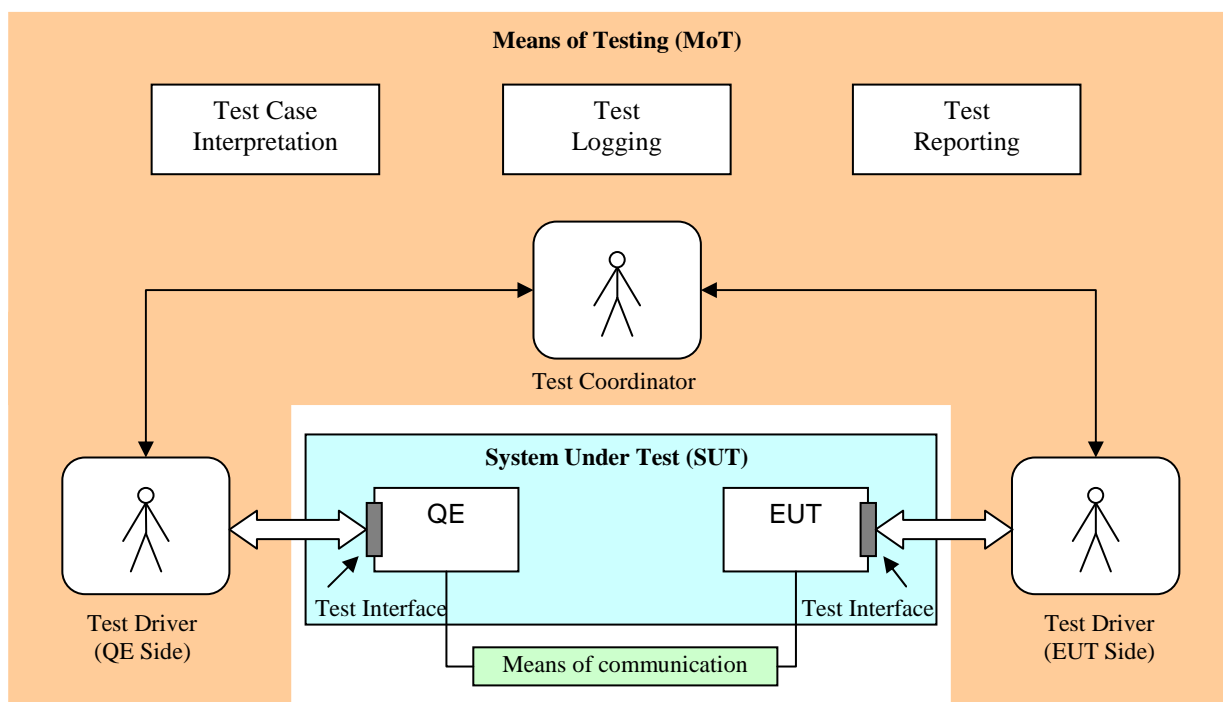 Means of Testing (MoT)
Test Case
Interpretation
Test
Logging
Test
Reporting
Test Coordinator
System Under Test (SUT)
QE
EUT
Test Interface
Test Interface
Test Driver
(QE Side)
Test Driver
(EUT Side)
Means of communication